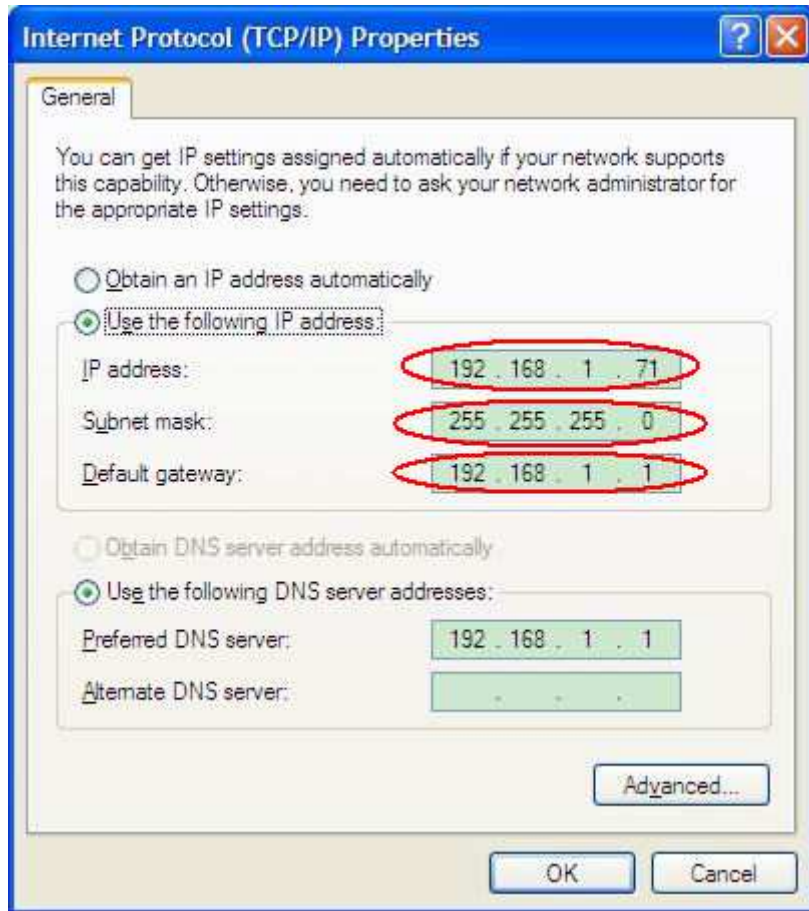 Internet Protocol (TCP/IP) Properties
General
You can get IP settings assigned automatically if your network supports
this capability. Otherwise, you need to ask your network administrator for
the appropriate IP settings.
Obtain an IP address automatically
Use the following IP address:
IP address: 192 . 168 . 1 . 71
Subnet mask: 255 . 255 . 255 . 0
Default gateway: 192 . 168 . 1 . 1
Obtain DNS server address automatically
Use the following DNS server addresses:
Preferred DNS server: 192 . 168 . 1 . 1
Alternate DNS server: . . .
Advanced...
OK Cancel